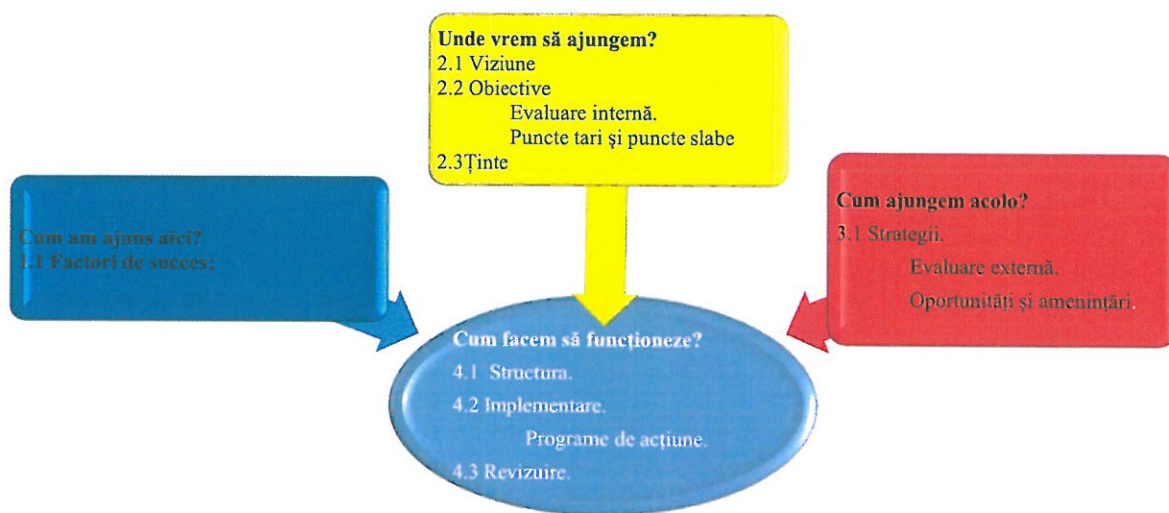 Cum am ajuns aici?
1.1 Factori de succes;
Unde vrem să ajungem?
2.1 Viziune
2.2 Obiective
Evaluare internă.
Puncte tari şi puncte slabe
2.3Ţinte
Cum ajungem acolo?
3.1 Strategii.
Evaluare externă.
Oportunităţi şi ameninţări.
Cum facem să funcţioneze?
4.1 Structura.
4.2 Implementare.
Programe de acţiune.
4.3 Revizuire.